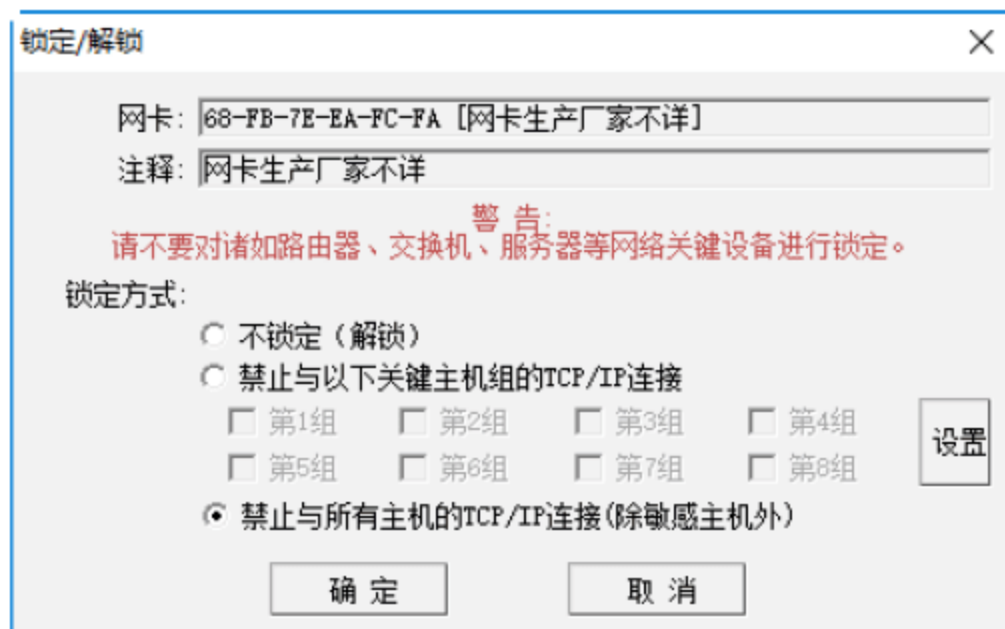 锁定/解锁
网卡: 68-FB-7E-EA-FC-FA [网卡生产厂家不详]
注释: 网卡生产厂家不详
警 告:
请不要对诸如路由器、交换机、服务器等网络关键设备进行锁定。
锁定方式:
不锁定（解锁）
禁止与以下关键主机组的TCP/IP连接
第1组 第2组 第3组 第4组
设置
第5组 第6组 第7组 第8组
禁止与所有主机的TCP/IP连接(除敏感主机外)
确 定 取 消